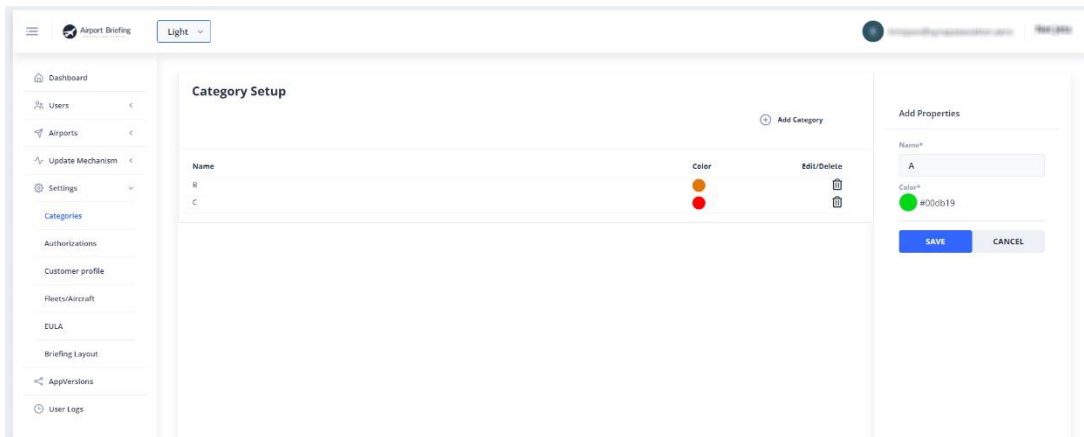 Airport Briefing
Light
Dashboard
Users
Airports
Update Mechanism
Settings
Categories
Authorizations
Customer profile
Fleets/Aircraft
EULA
Briefing Layout
AppVersions
User Logs
Category Setup
Add Category
Name Color Edit/Delete
B
C
Add Properties
Name*
A
Color*
#00db19
SAVE CANCEL